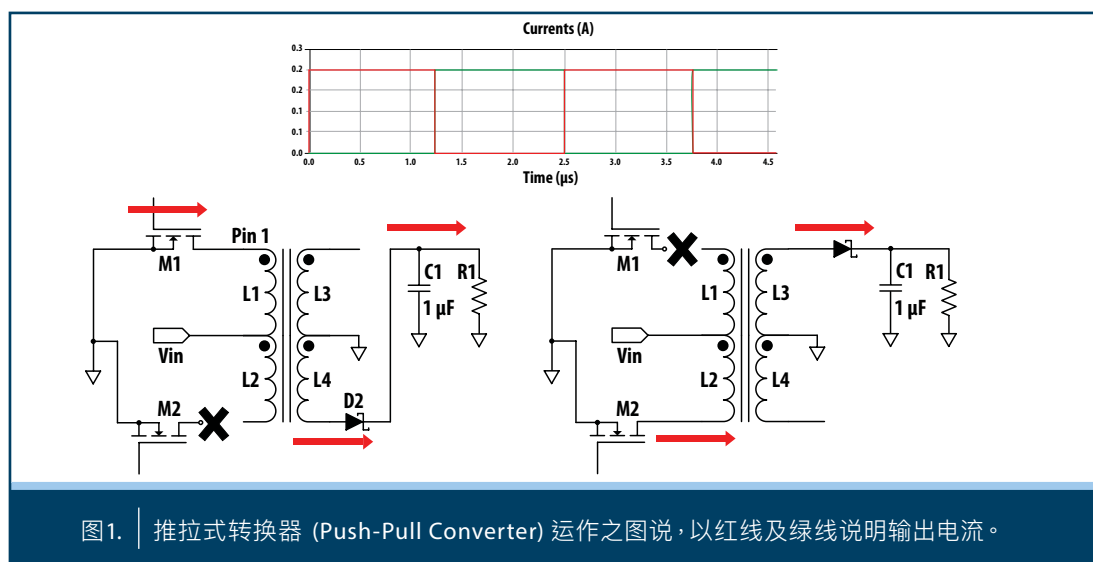 Currents (A)
0.3
0.2
0.2
0.1
0.1
0.0
0.0 0.5 1.0 1.5 2.0 2.5 3.0 3.5 4.0 4.5
Time (µs)
M1
Pin 1
L1
L3
Vin
L2
L4
M2
D2
C1
1 µF
R1
M1
L1
L3
Vin
L2
L4
M2
C1
1 µF
R1
图1. 推拉式转换器 (Push-Pull Converter) 运作之图说，以红线及绿线说明输出电流。